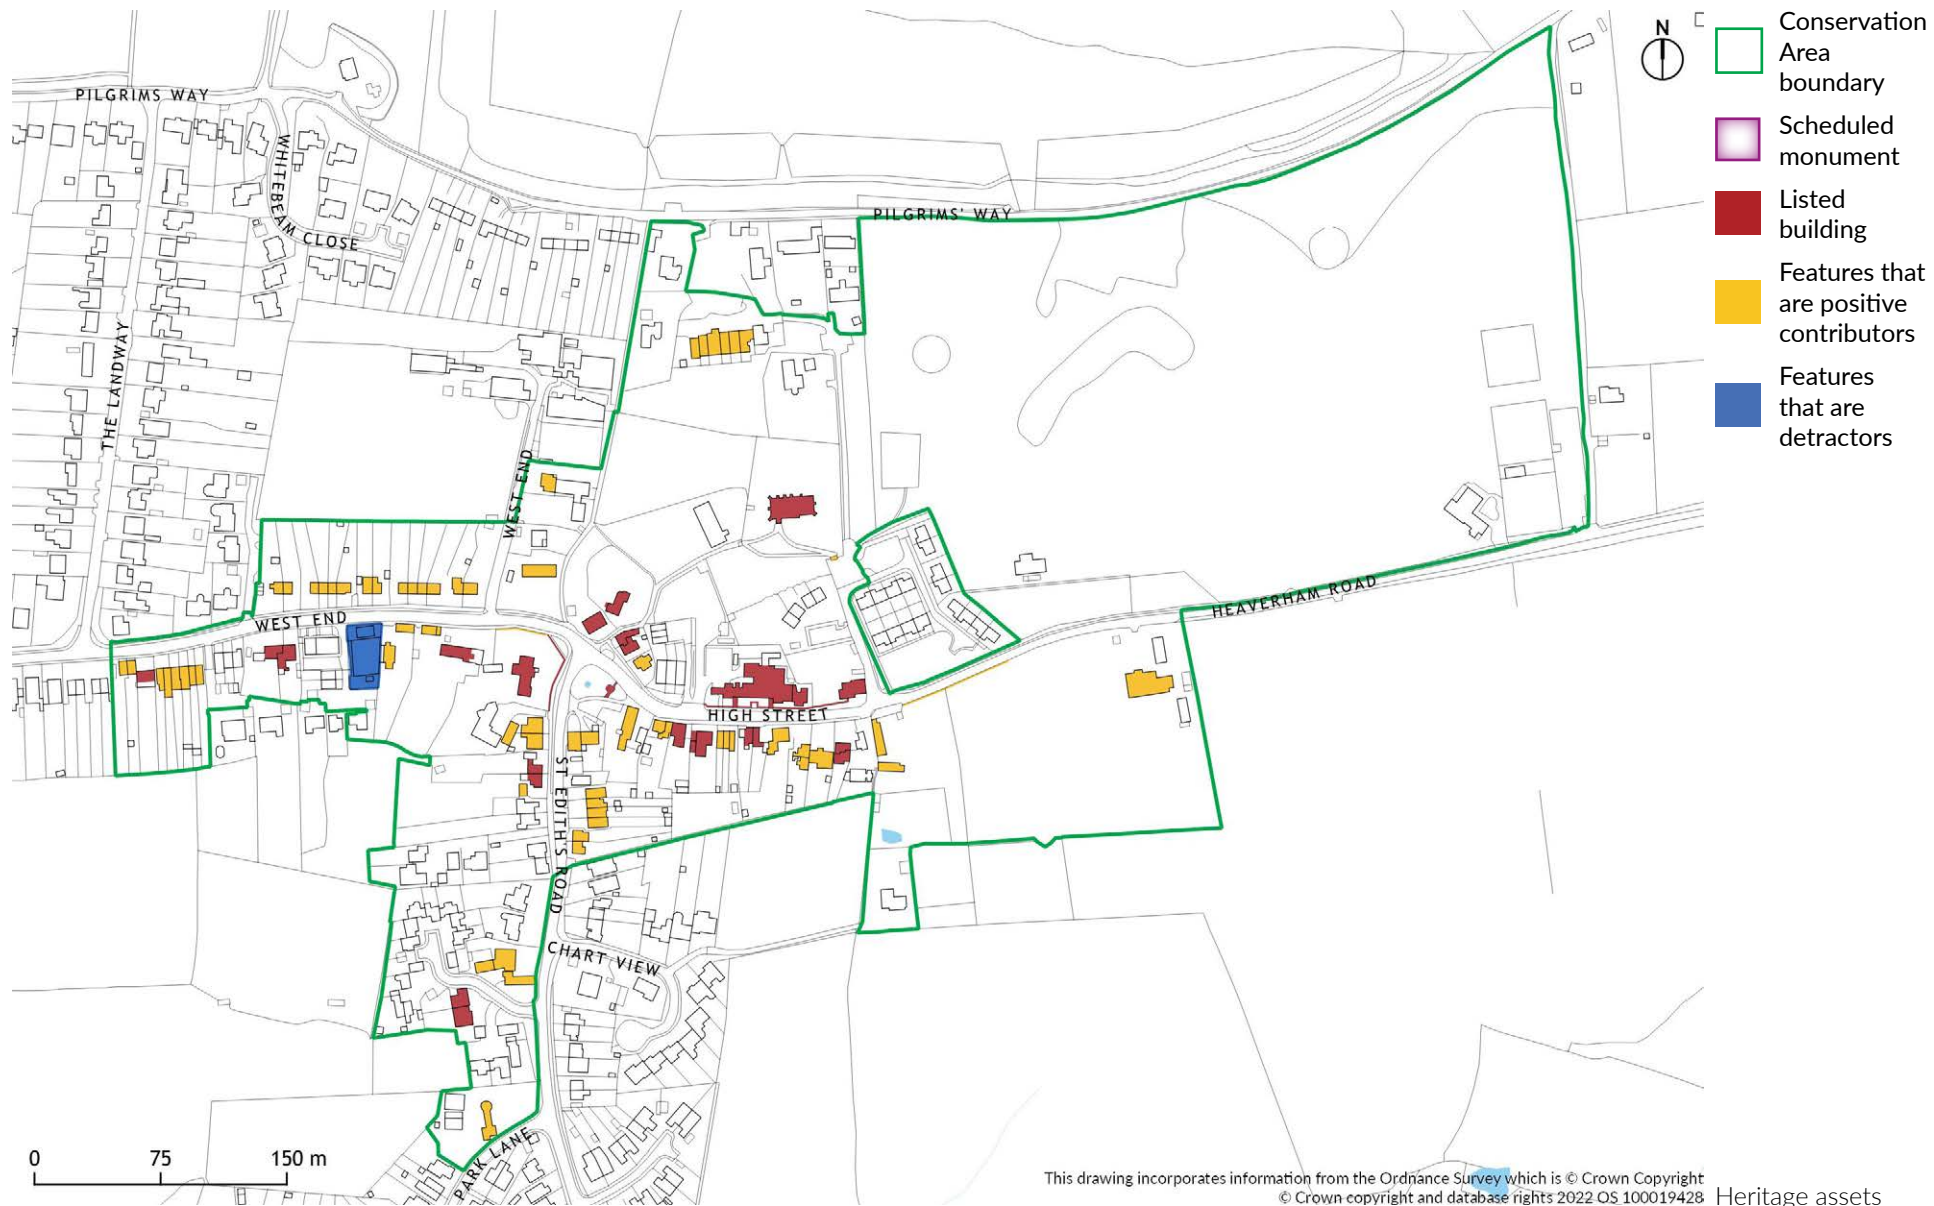 PILGRIMS WAY
WHITEBEAM CLOSE
THE LANDWAY
PILGRIMS' WAY
N
WEST END
WEST END
HEAVERHAM ROAD
HIGH STREET
ST EDITH'S ROAD
CHART VIEW
PARK LANE
0 75 150 m
This drawing incorporates information from the Ordnance Survey which is © Crown Copyright
© Crown copyright and database rights 2022 OS 100019428
Conservation
Area
boundary
Scheduled
monument
Listed
building
Features that
are positive
contributors
Features
that are
detractors
Heritage assets